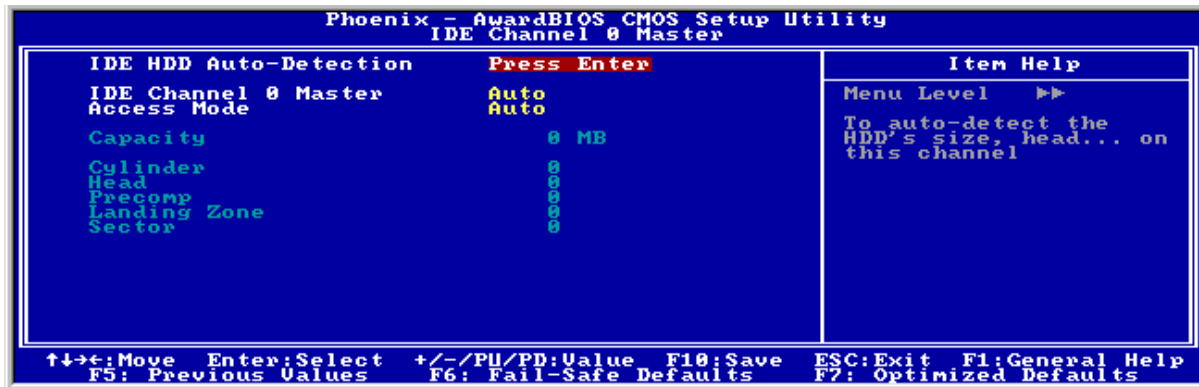 Phoenix - AwardBIOS CMOS Setup Utility
IDE Channel 0 Master
IDE HDD Auto-Detection Press Enter
IDE Channel 0 Master Auto
Access Mode Auto
Capacity 0 MB
Cylinder 0
Head 0
Precomp 0
Landing Zone 0
Sector 0
Item Help
Menu Level ►►
To auto-detect the
HDD's size, head... on
this channel
↑↓→←:Move Enter:Select +/-/PU/PD:Value F10:Save ESC:Exit F1:General Help
F5: Previous Values F6: Fail-Safe Defaults F7: Optimized Defaults